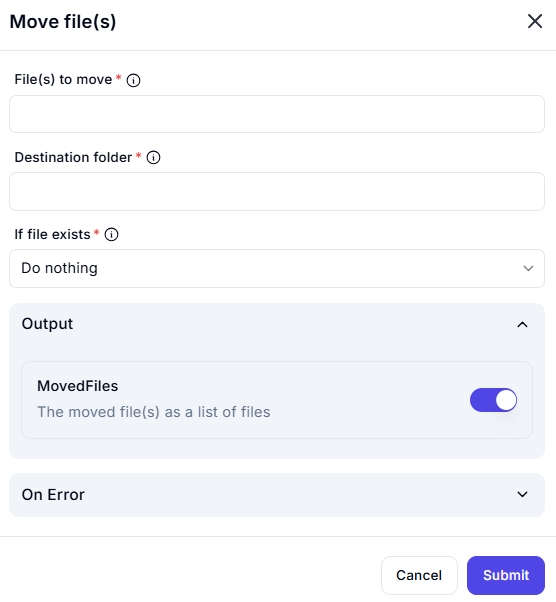 Move file(s)
File(s) to move *
Destination folder *
If file exists *
Do nothing
Output
MovedFiles
The moved file(s) as a list of files
On Error
Cancel
Submit